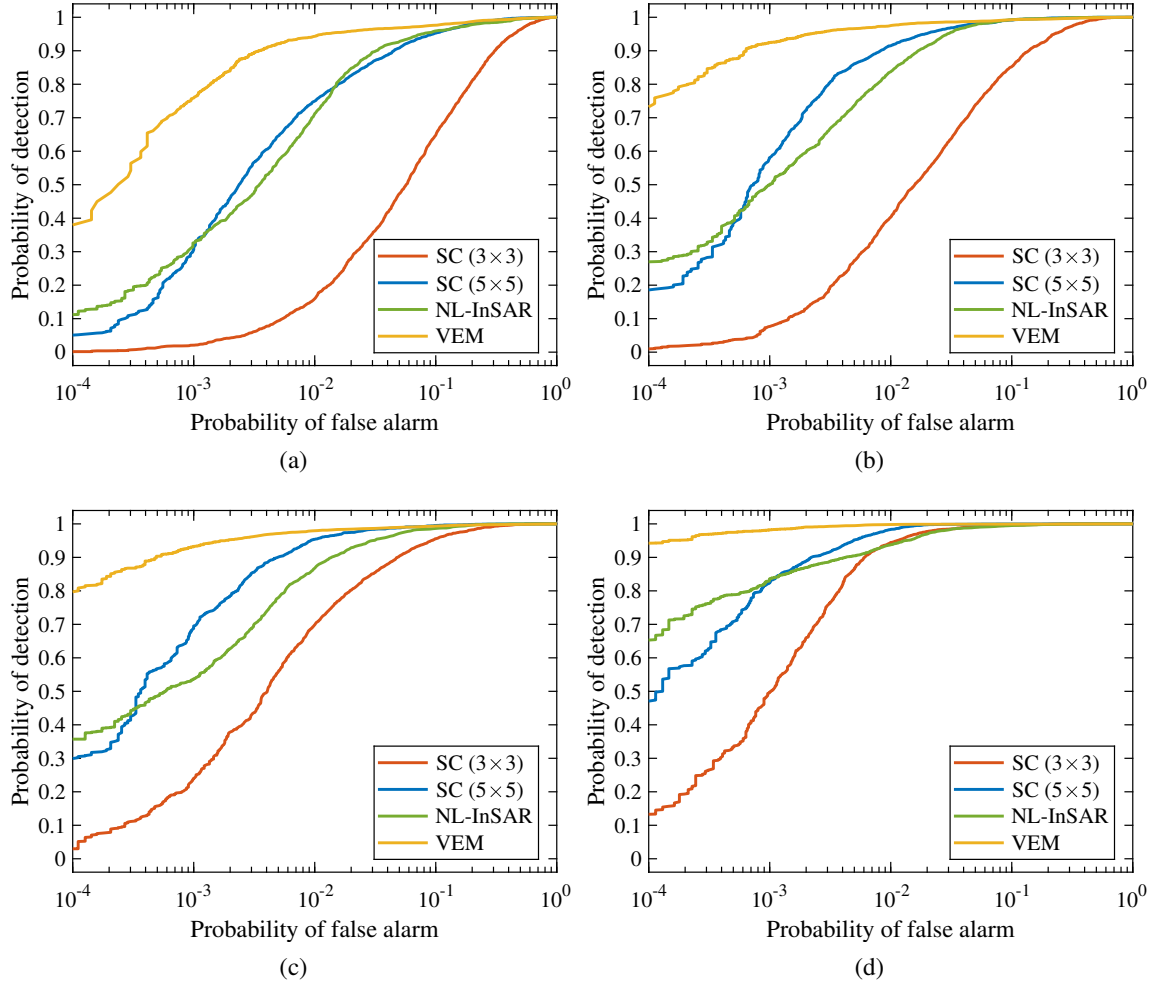 1
0.9
0.8
0.7
0.6
0.5
0.4
0.3
0.2
0.1
0
Probability of detection
SC (3×3)
SC (5×5)
NL-InSAR
VEM
10^-4 10^-3 10^-2 10^-1 10^0
Probability of false alarm
(a)
1
0.9
0.8
0.7
0.6
0.5
0.4
0.3
0.2
0.1
0
Probability of detection
SC (3×3)
SC (5×5)
NL-InSAR
VEM
10^-4 10^-3 10^-2 10^-1 10^0
Probability of false alarm
(b)
1
0.9
0.8
0.7
0.6
0.5
0.4
0.3
0.2
0.1
0
Probability of detection
SC (3×3)
SC (5×5)
NL-InSAR
VEM
10^-4 10^-3 10^-2 10^-1 10^0
Probability of false alarm
(c)
1
0.9
0.8
0.7
0.6
0.5
0.4
0.3
0.2
0.1
0
Probability of detection
SC (3×3)
SC (5×5)
NL-InSAR
VEM
10^-4 10^-3 10^-2 10^-1 10^0
Probability of false alarm
(d)